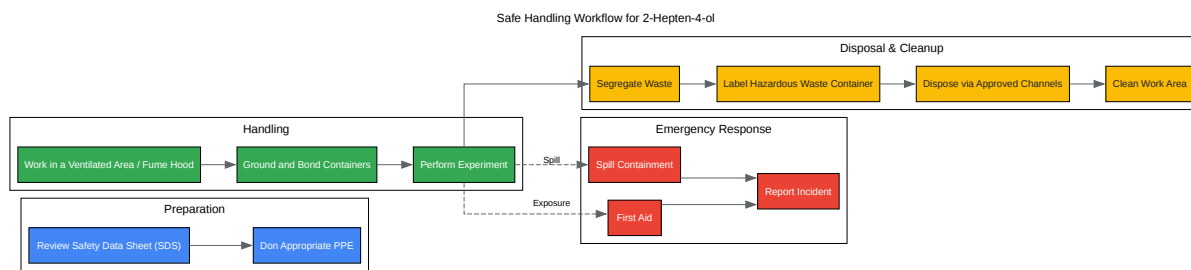 Safe Handling Workflow for 2-Hepten-4-ol
Disposal & Cleanup
Segregate Waste
Label Hazardous Waste Container
Dispose via Approved Channels
Clean Work Area
Handling
Work in a Ventilated Area / Fume Hood
Ground and Bond Containers
Perform Experiment
Spill
Exposure
Emergency Response
Spill Containment
First Aid
Report Incident
Preparation
Review Safety Data Sheet (SDS)
Don Appropriate PPE